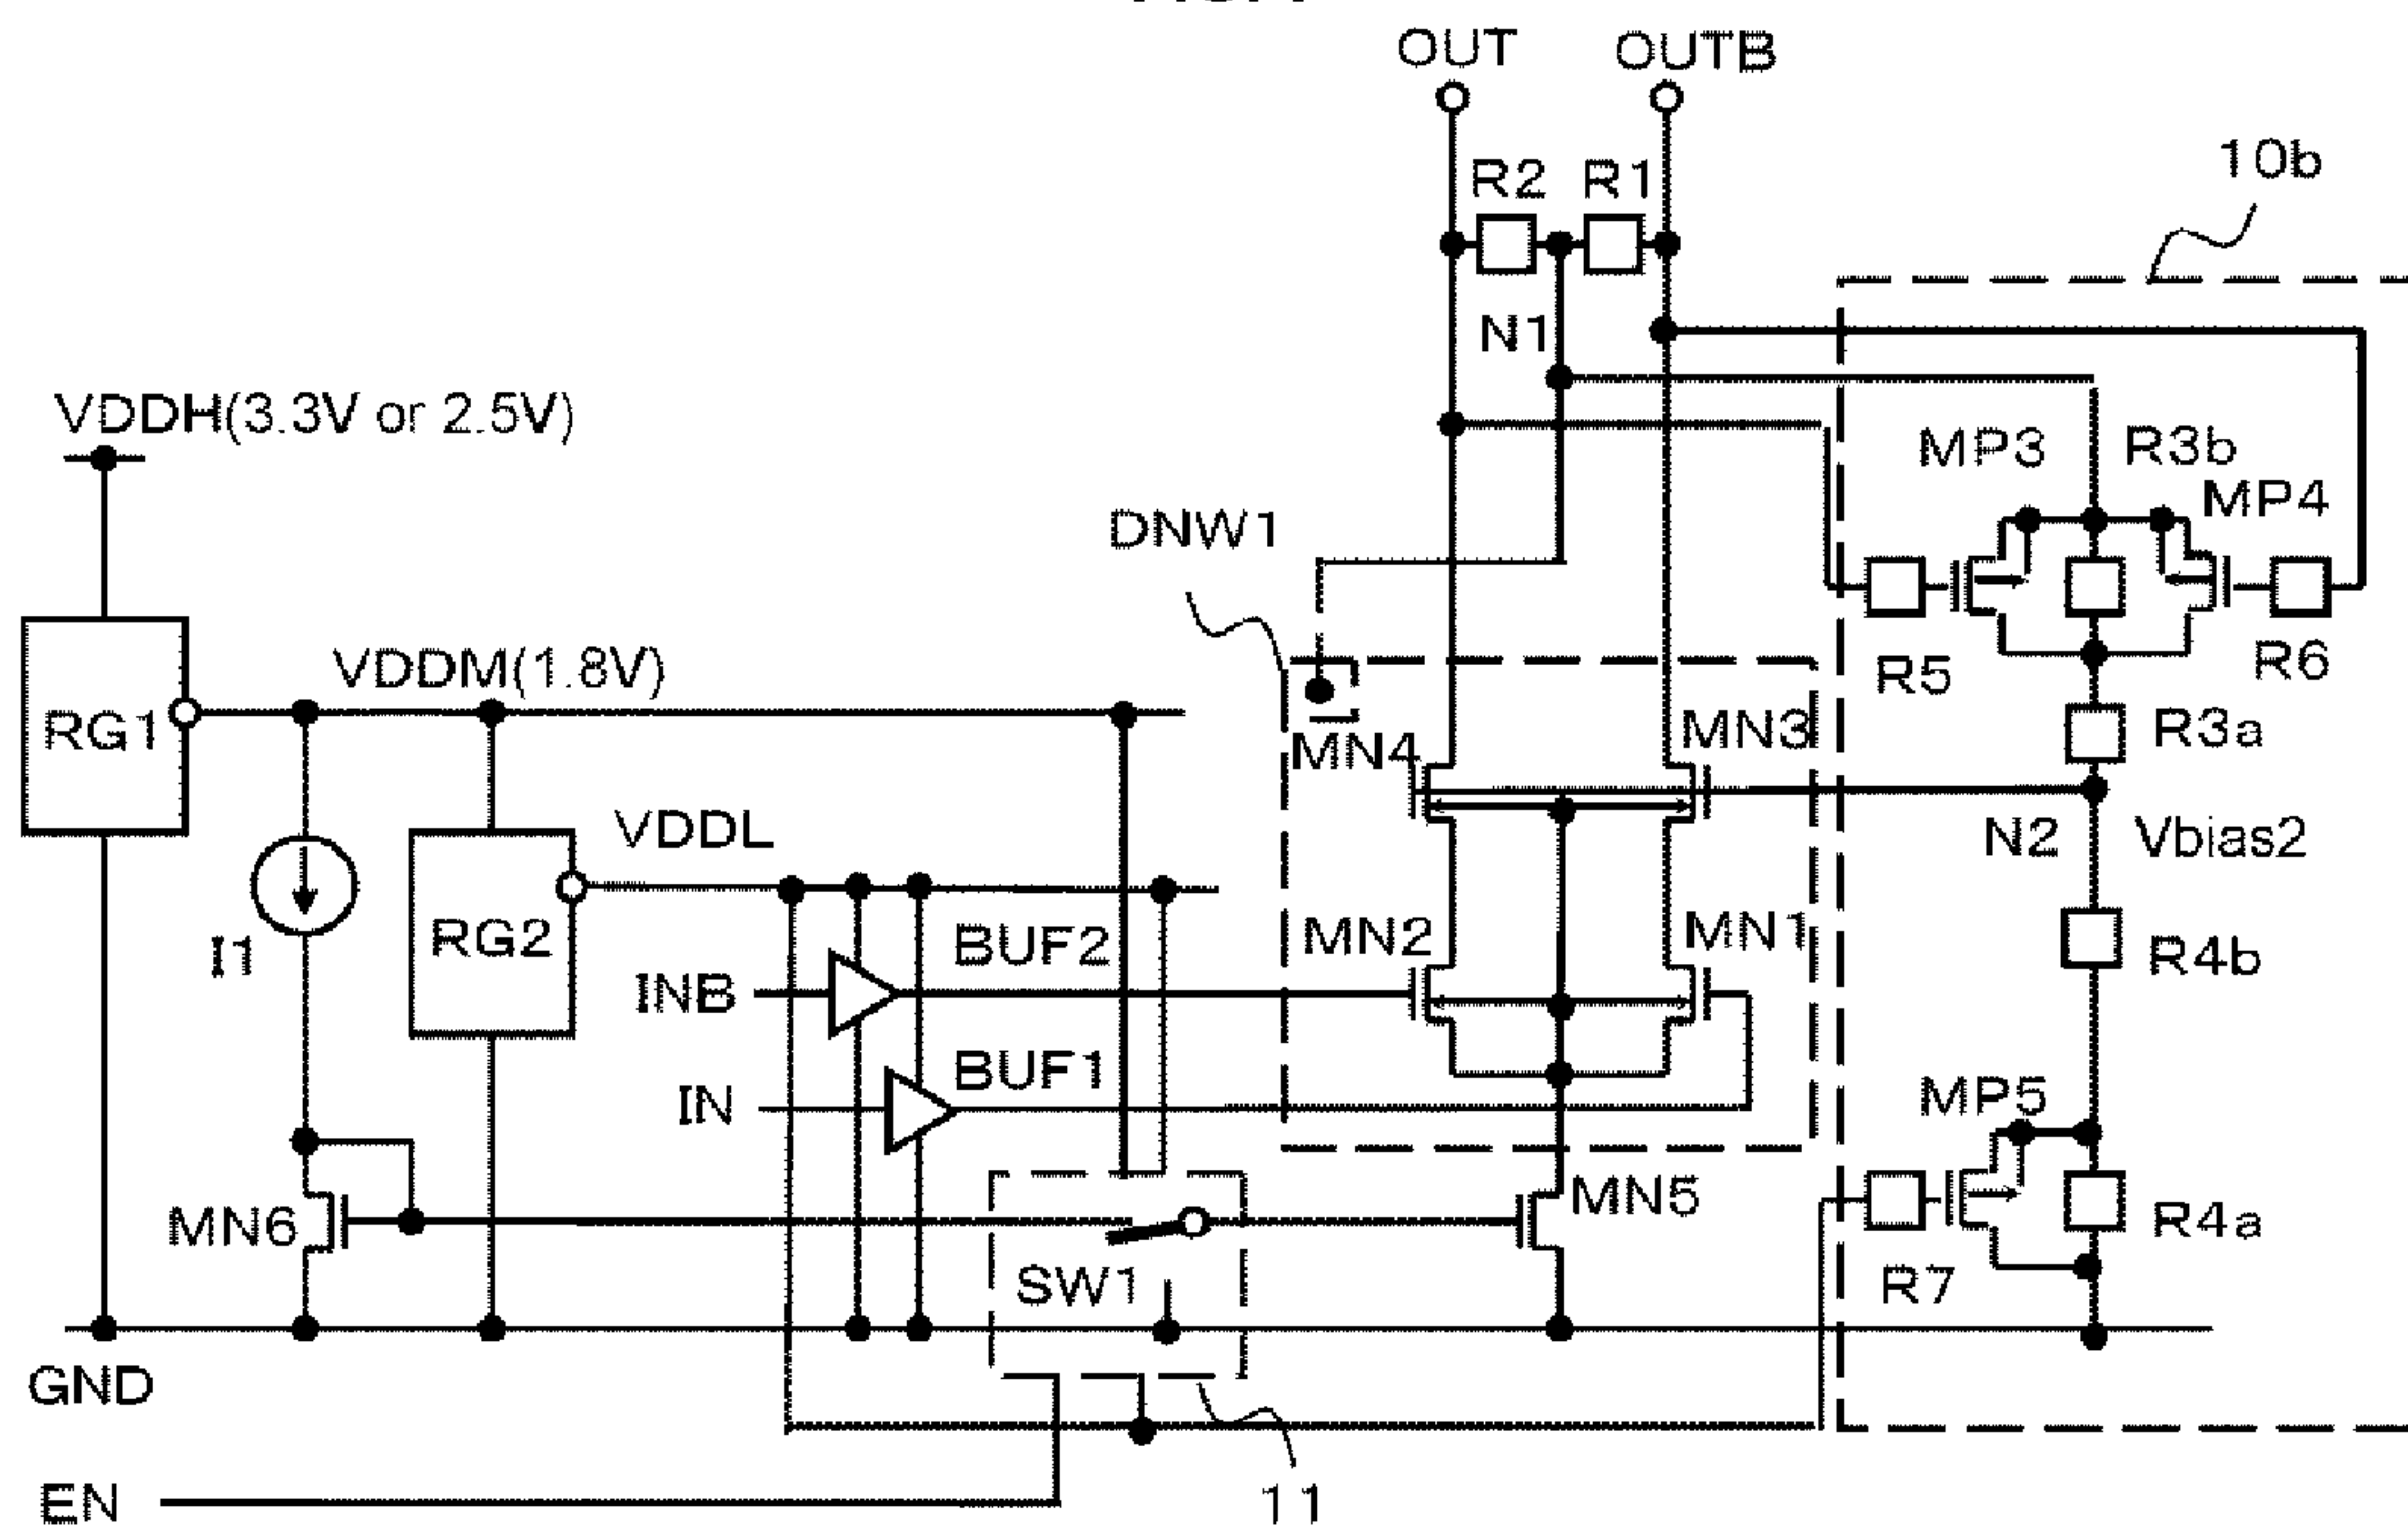 OUT OUTB
10b
R2 R1
N1
VDDH(3.3V or 2.5V)
MP3 R3b
MP4
DNW1
VDDM(1.8V)
R5 R6
RG1
MN4 MN3 R3a
VDDL
N2 Vbias2
I1 RG2 BUF2 MN2 MN1 R4b
INB
BUF1
IN MP5
MN6 MN5 R4a
SW1 R7
GND
EN 11